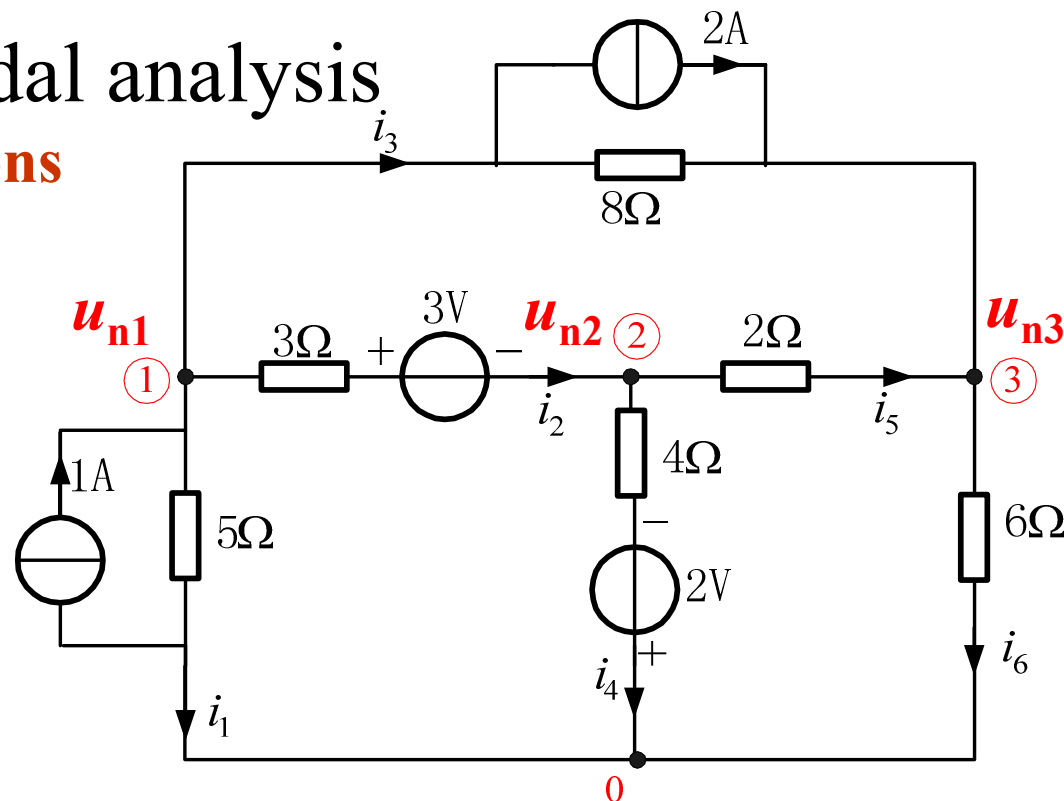 dal analysis
ns
2A
i3
8Ω
un1
3Ω
+
3V
−
un2
2
2Ω
un3
1
i2
i5
3
1A
5Ω
4Ω
−
2V
+
6Ω
i4
i6
i1
0